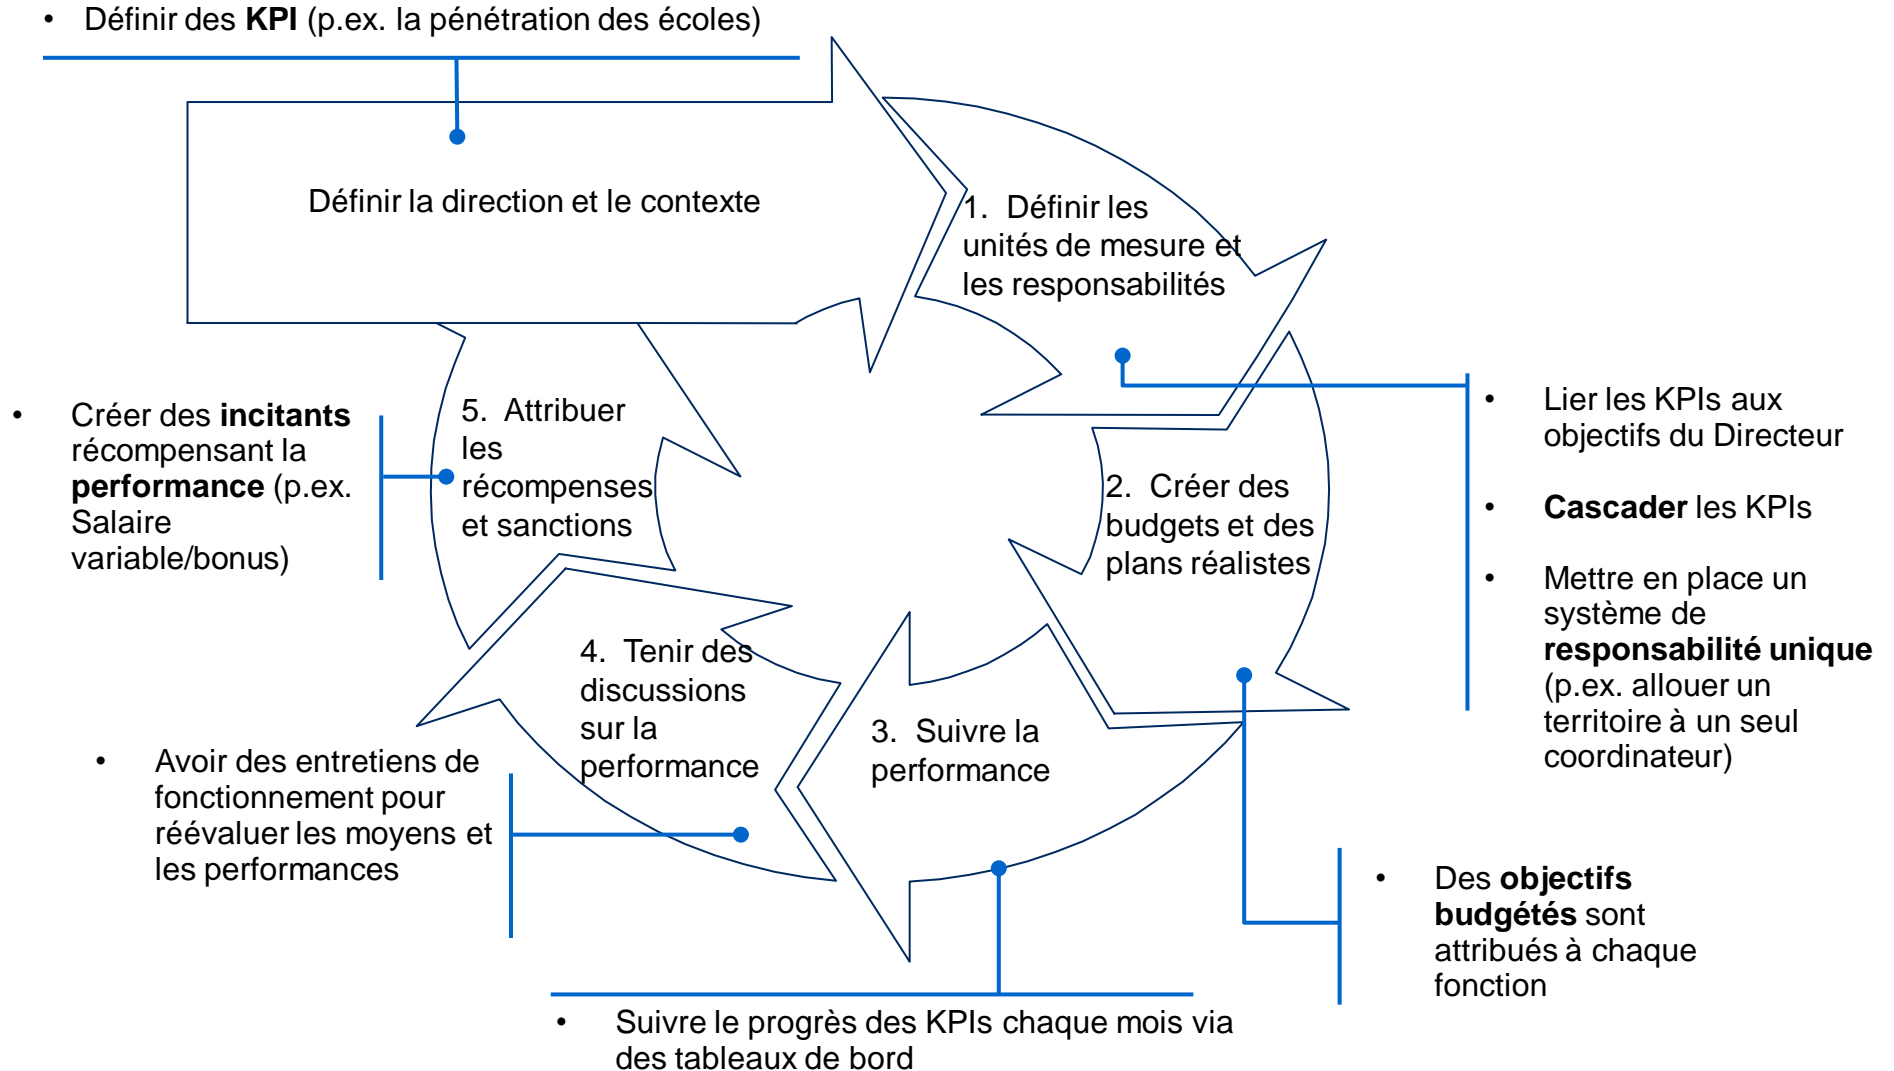 • Définir des KPI (p.ex. la pénétration des écoles)
Définir la direction et le contexte
1. Définir les
unités de mesure et
les responsabilités
• Lier les KPIs aux
objectifs du Directeur
• Cascader les KPIs
• Mettre en place un
système de
responsabilité unique
(p.ex. allouer un
territoire à un seul
coordinateur)
2. Créer des
budgets et des
plans réalistes
• Des objectifs
budgétés sont
attribués à chaque
fonction
3. Suivre la
performance
• Suivre le progrès des KPIs chaque mois via
des tableaux de bord
4. Tenir des
discussions
sur la
performance
• Avoir des entretiens de
fonctionnement pour
réévaluer les moyens et
les performances
5. Attribuer
les
récompenses
et sanctions
• Créer des incitants
récompensant la
performance (p.ex.
Salaire
variable/bonus)